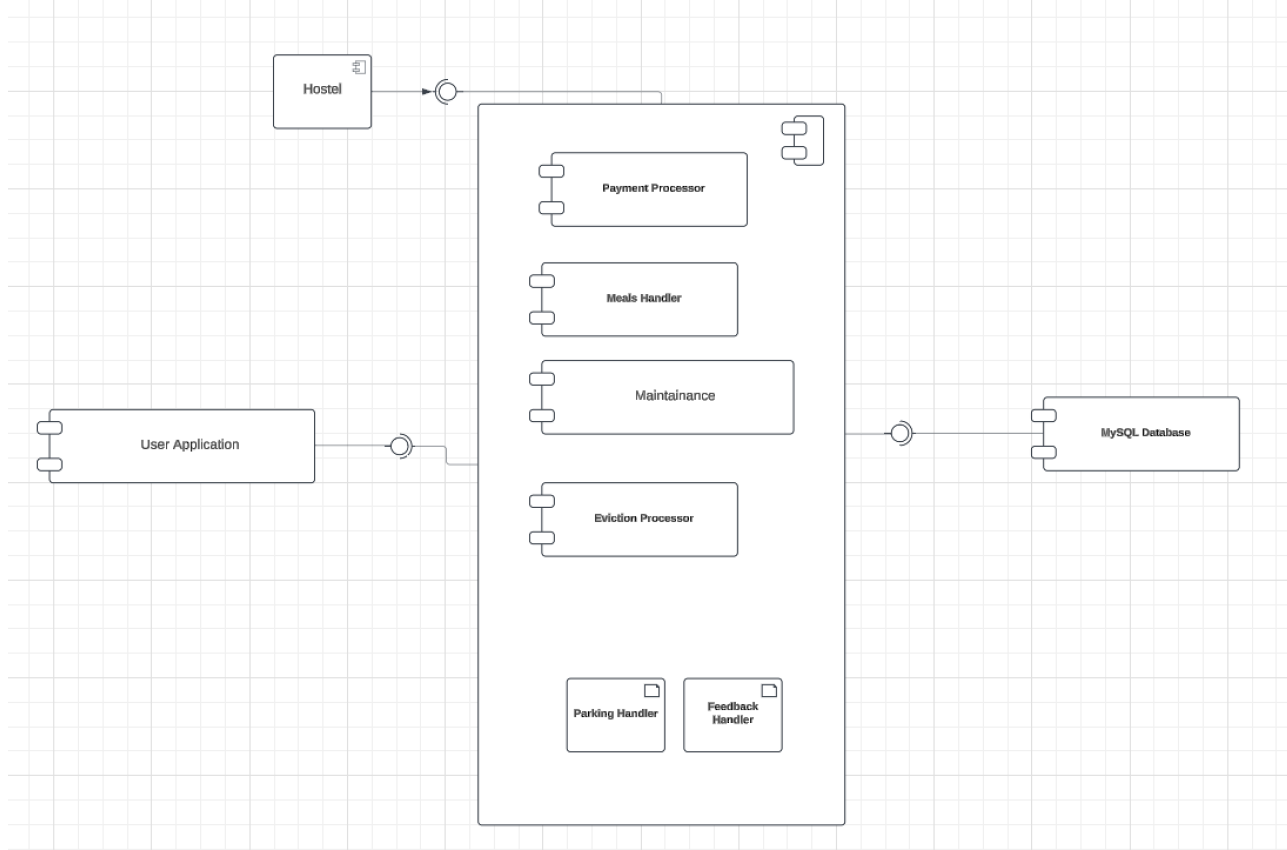 Hostel
Payment Processor
Meals Handler
Maintainance
User Application
MySQL Database
Eviction Processor
Parking Handler
Feedback
Handler